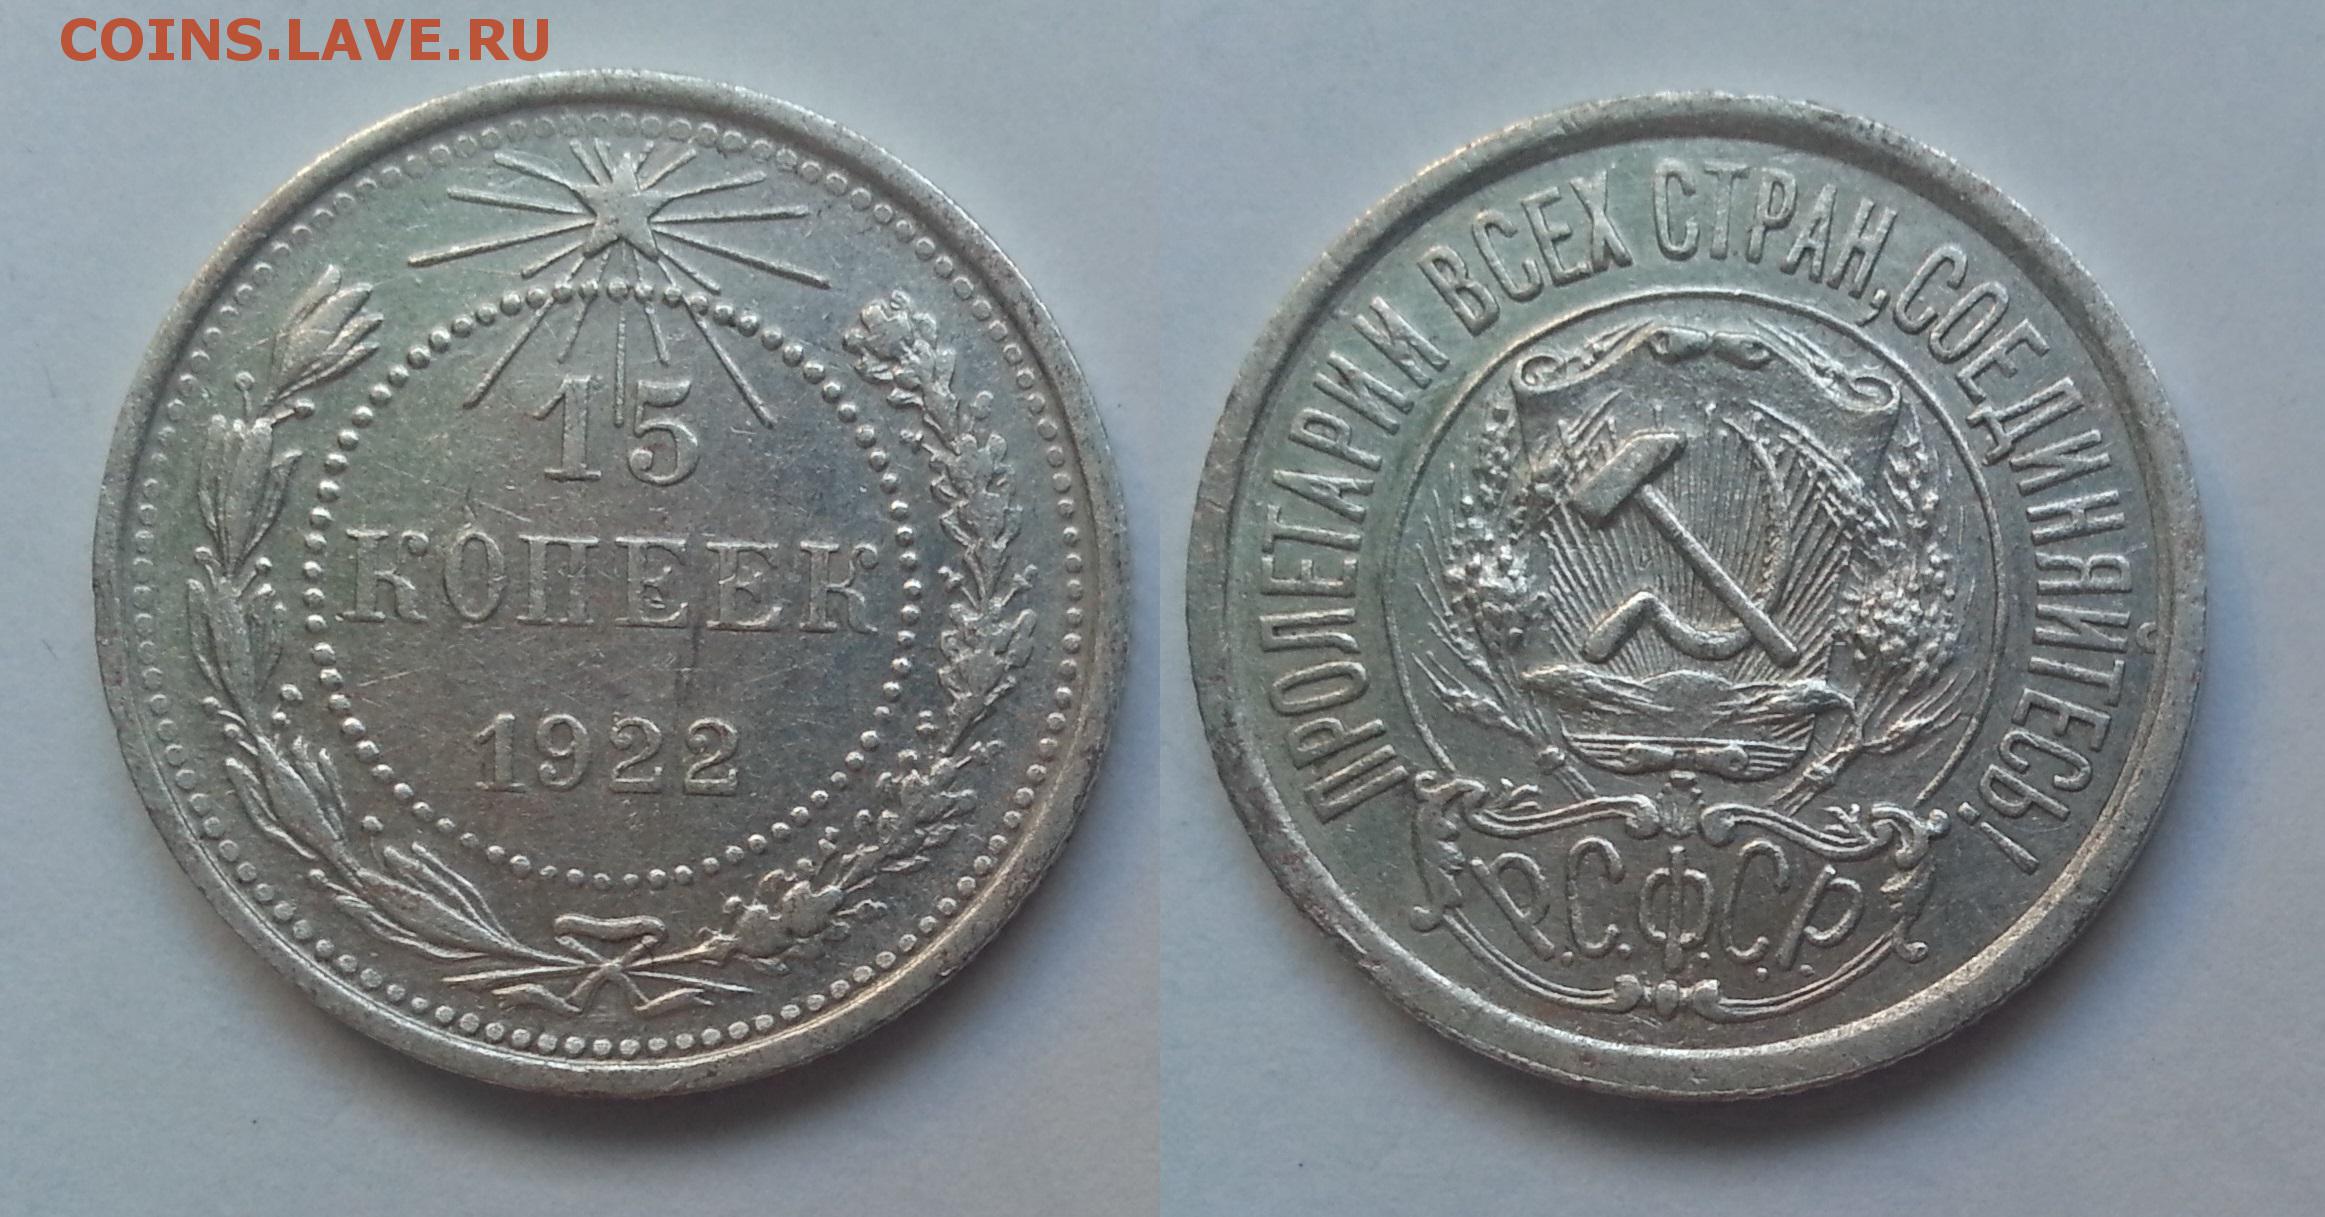 COINS.LAVE.RU
15
КОПЕЕК
1922
ПРОЛЕТАРИИ ВСЕХ СТРАН, СОЕДИНЯЙТЕСЬ!
Р.С.Ф.С.Р.